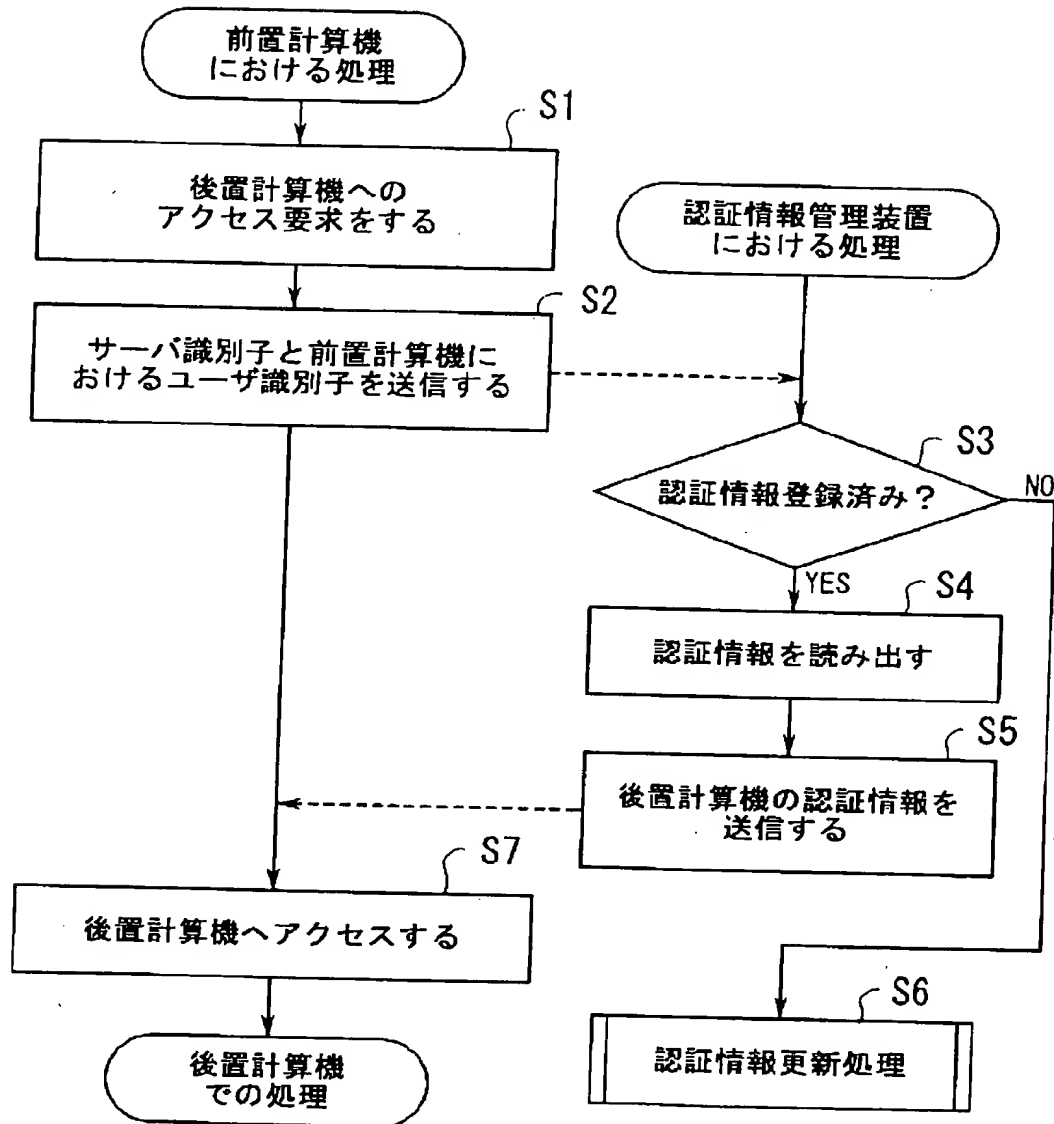 前置計算機
における処理
S1
後置計算機への
アクセス要求をする
認証情報管理装置
における処理
S2
サーバ識別子と前置計算機に
おけるユーザ識別子を送信する
S3
認証情報登録済み?
NO
YES
S4
認証情報を読み出す
S5
後置計算機の認証情報を
送信する
S7
後置計算機へアクセスする
S6
認証情報更新処理
後置計算機
での処理